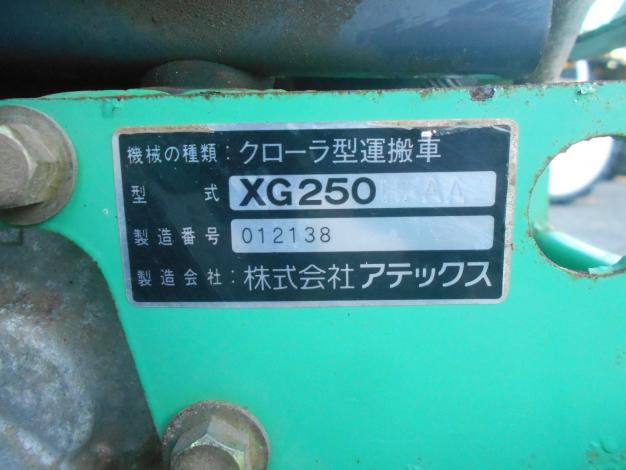 機械の種類：クローラ型運搬車
型式 XG250
製造番号 012138
製造会社：株式会社アテックス